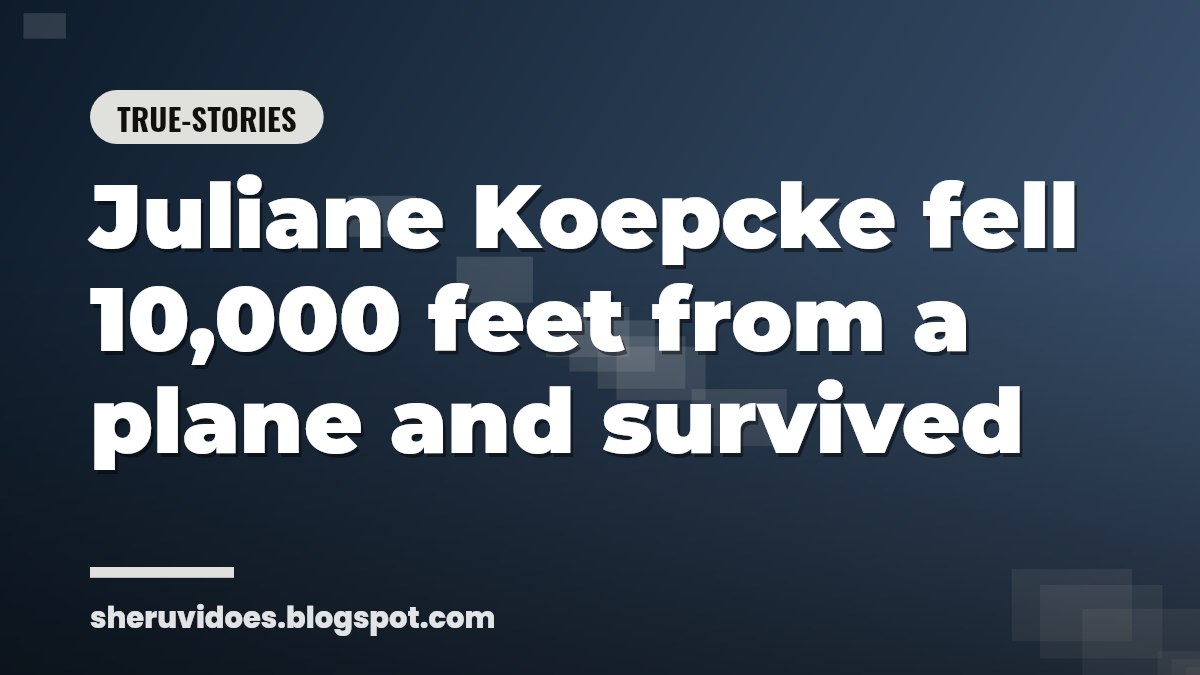 TRUE-STORIES
Juliane Koepcke fell
10,000 feet from a
plane and survived
sheruvidoes.blogspot.com